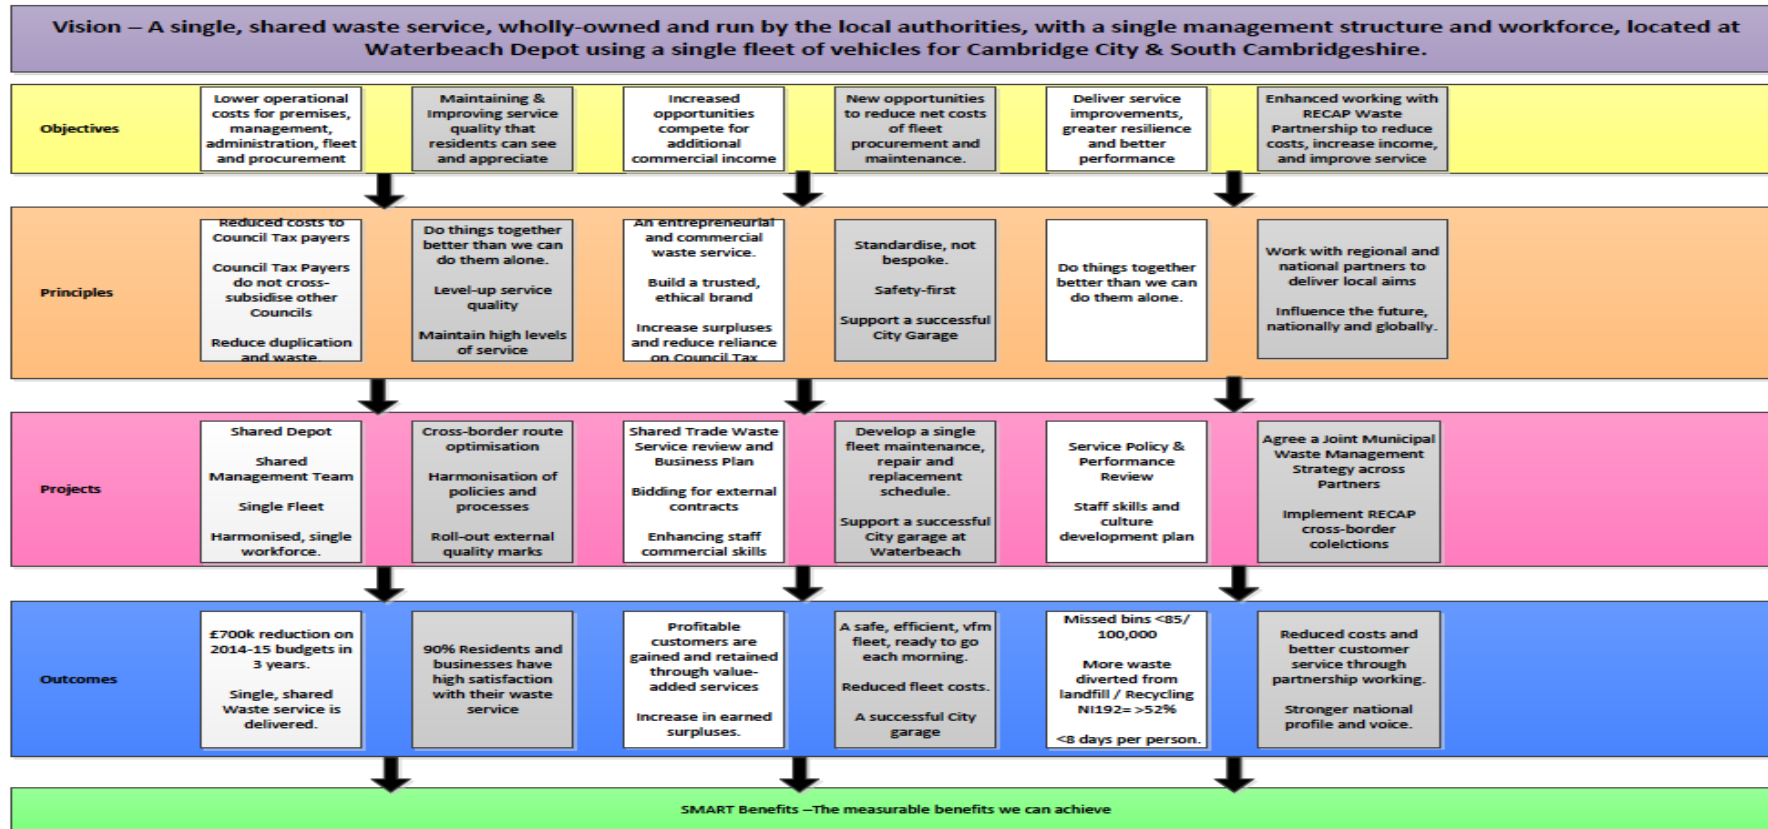 Vision – A single, shared waste service, wholly-owned and run by the local authorities, with a single management structure and workforce, located at
Waterbeach Depot using a single fleet of vehicles for Cambridge City & South Cambridgeshire.
Objectives
Lower operational
costs for premises,
management,
administration, fleet
and procurement
Maintaining &
Improving service
quality that
residents can see
and appreciate
Increased
opportunities
compete for
additional
commercial income
New opportunities
to reduce net costs
of fleet
procurement and
maintenance.
Deliver service
improvements,
greater resilience
and better
performance
Enhanced working with
RECAP Waste
Partnership to reduce
costs, increase income,
and improve service
Principles
Reduced costs to
Council Tax payers
Council Tax Payers
do not cross-
subsidise other
Councils
Reduce duplication
and waste.
Do things together
better than we can
do them alone.
Level-up service
quality
Maintain high levels
of service
An entrepreneurial
and commercial
waste service.
Build a trusted,
ethical brand
Increase surpluses
and reduce reliance
on Council Tax
Standardise, not
bespoke.
Safety-first
Support a successful
City Garage
Do things together
better than we can
do them alone.
Work with regional and
national partners to
deliver local aims
Influence the future,
nationally and globally.
Projects
Shared Depot
Shared
Management Team
Single Fleet
Harmonised, single
workforce.
Cross-border route
optimisation
Harmonisation of
policies and
processes
Roll-out external
quality marks
Shared Trade Waste
Service review and
Business Plan
Bidding for external
contracts
Enhancing staff
commercial skills
Develop a single
fleet maintenance,
repair and
replacement
schedule.
Support a successful
City garage at
Waterbeach
Service Policy &
Performance
Review
Staff skills and
culture
development plan
Agree a Joint Municipal
Waste Management
Strategy across
Partners
Implement RECAP
cross-border
colelctions
Outcomes
£700k reduction on
2014-15 budgets in
3 years.
Single, shared
Waste service is
delivered.
90% Residents and
businesses have
high satisfaction
with their waste
service
Profitable
customers are
gained and retained
through value-
added services
Increase in earned
surpluses.
A safe, efficient, vfm
fleet, ready to go
each morning.
Reduced fleet costs.
A successful City
garage
Missed bins <85/
100,000
More waste
diverted from
landfill / Recycling
NI192= >52%
<8 days per person.
Reduced costs and
better customer
service through
partnership working.
Stronger national
profile and voice.
SMART Benefits –The measurable benefits we can achieve